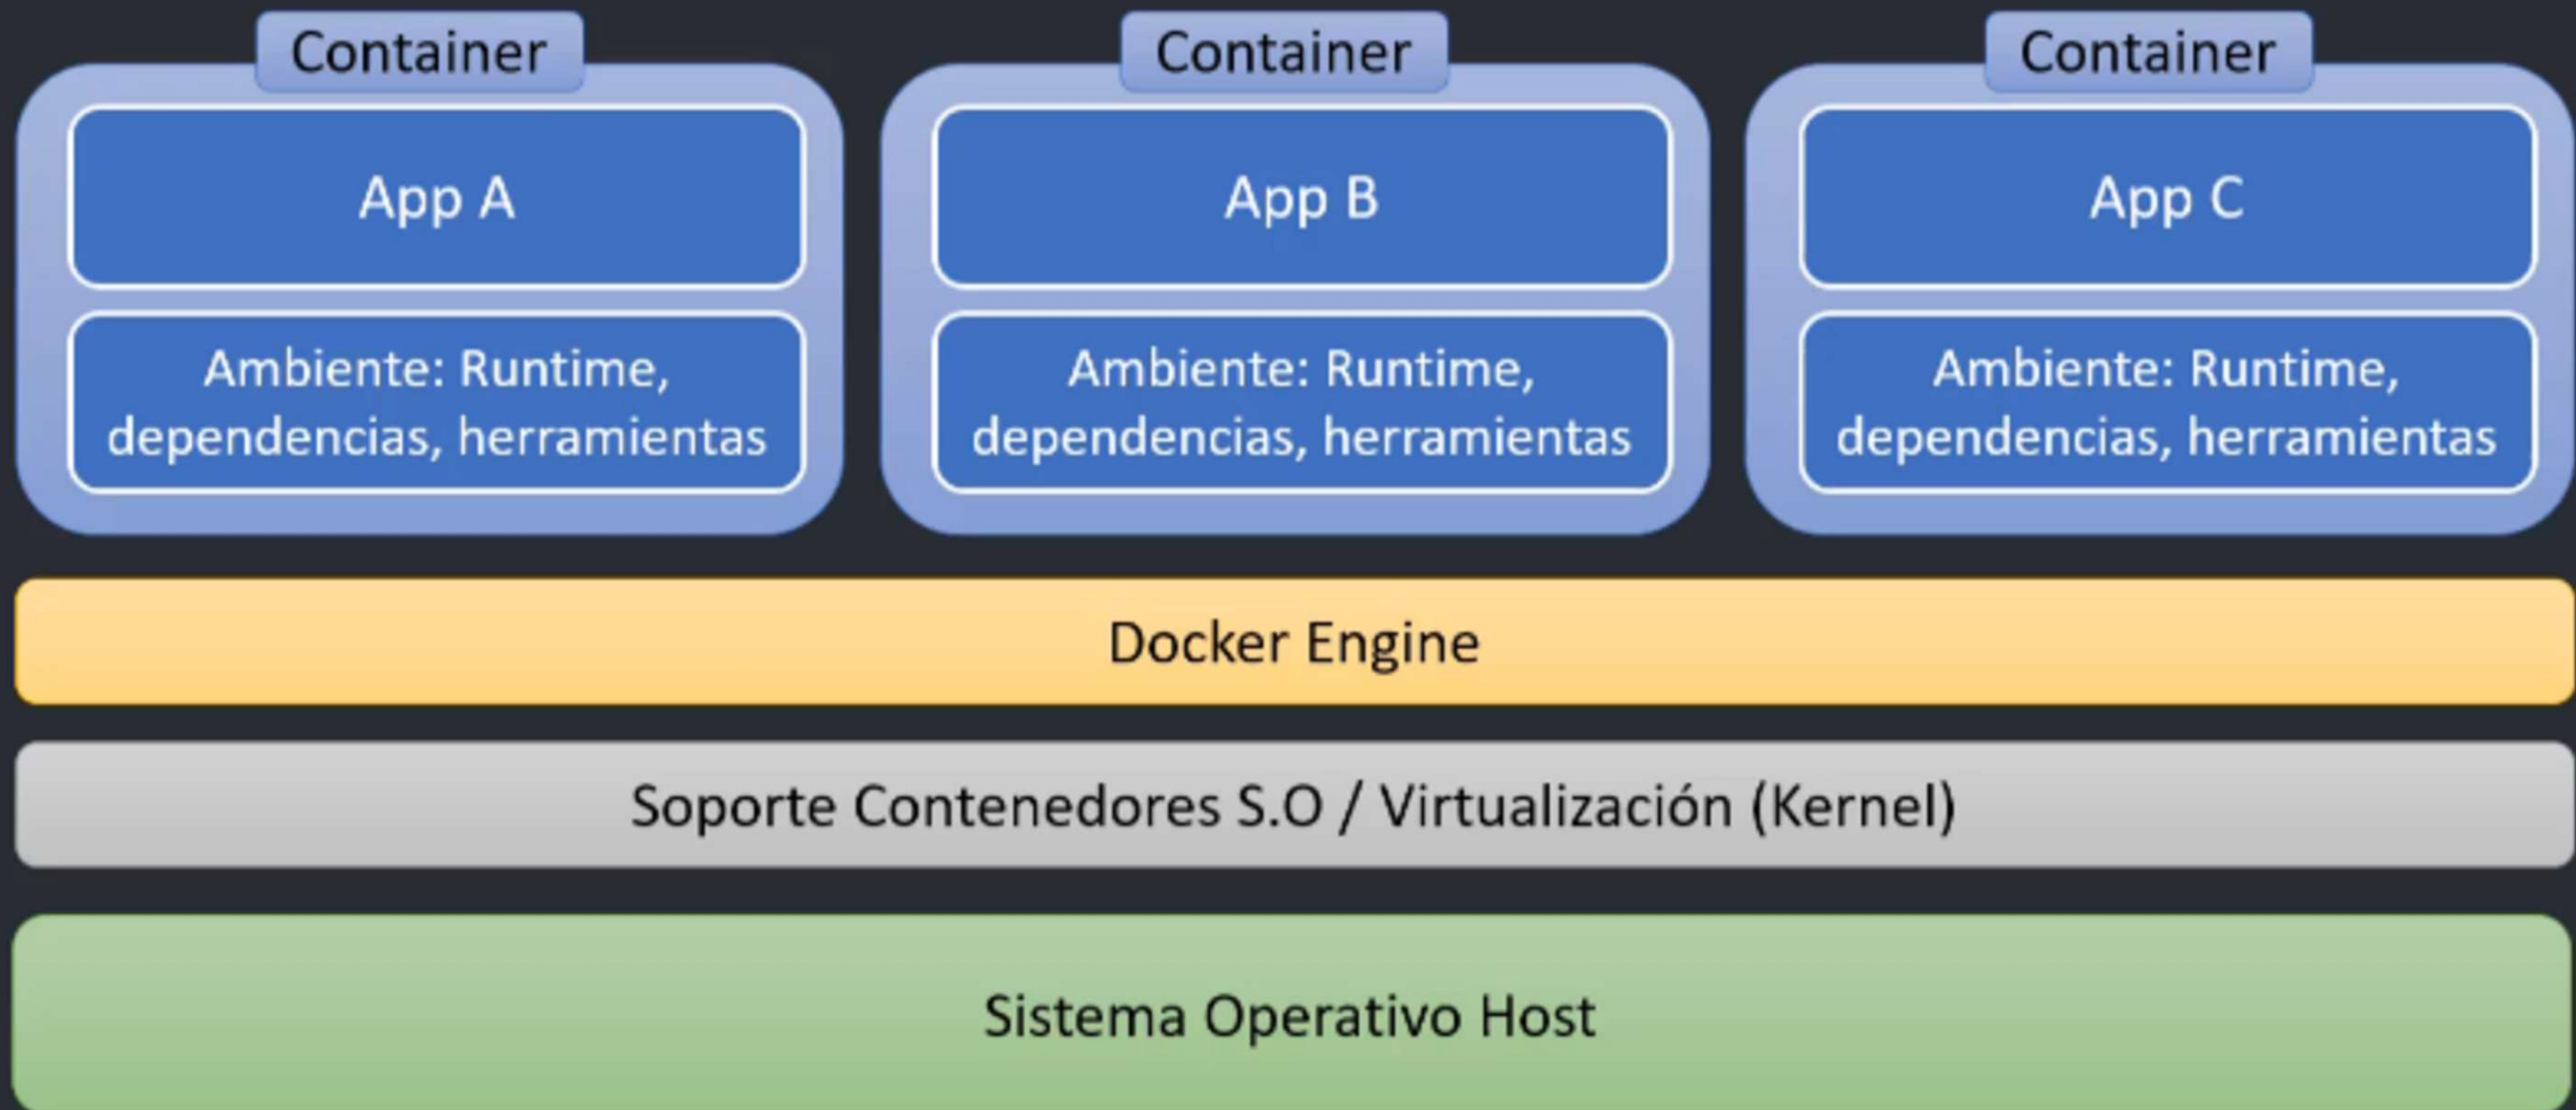 Container
Container
Container
App A
App B
App C
Ambiente: Runtime,
dependencias, herramientas
Ambiente: Runtime,
dependencias, herramientas
Ambiente: Runtime,
dependencias, herramientas
Docker Engine
Soporte Contenedores S.O / Virtualización (Kernel)
Sistema Operativo Host